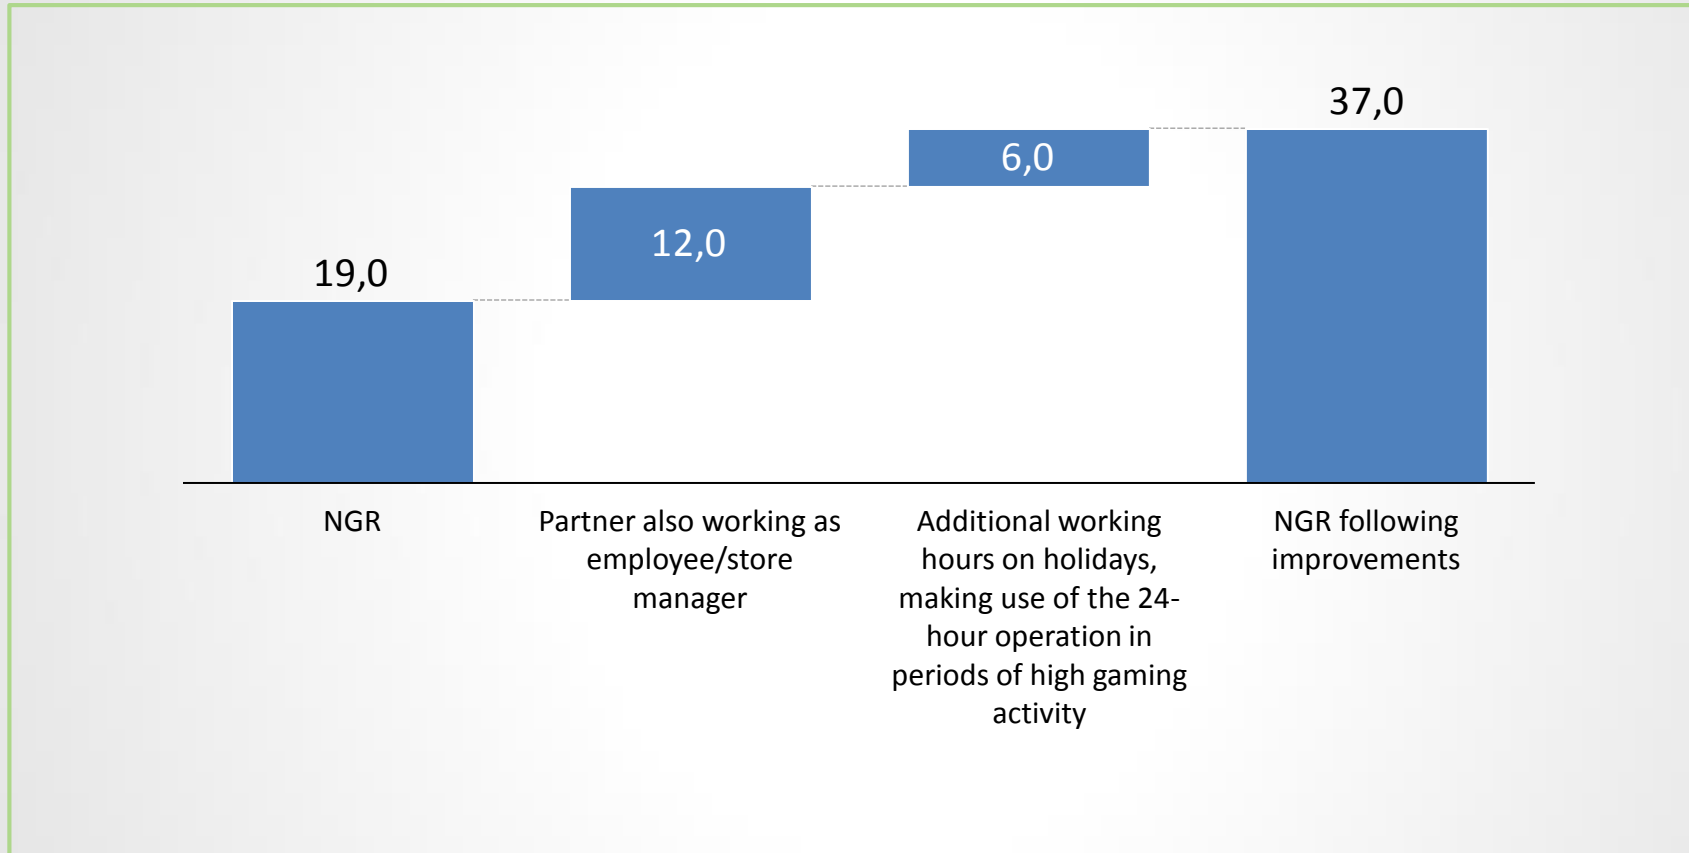 37,0
6,0
12,0
19,0
NGR
Partner also working as
employee/store
manager
Additional working
hours on holidays,
making use of the 24-
hour operation in
periods of high gaming
activity
NGR following
improvements